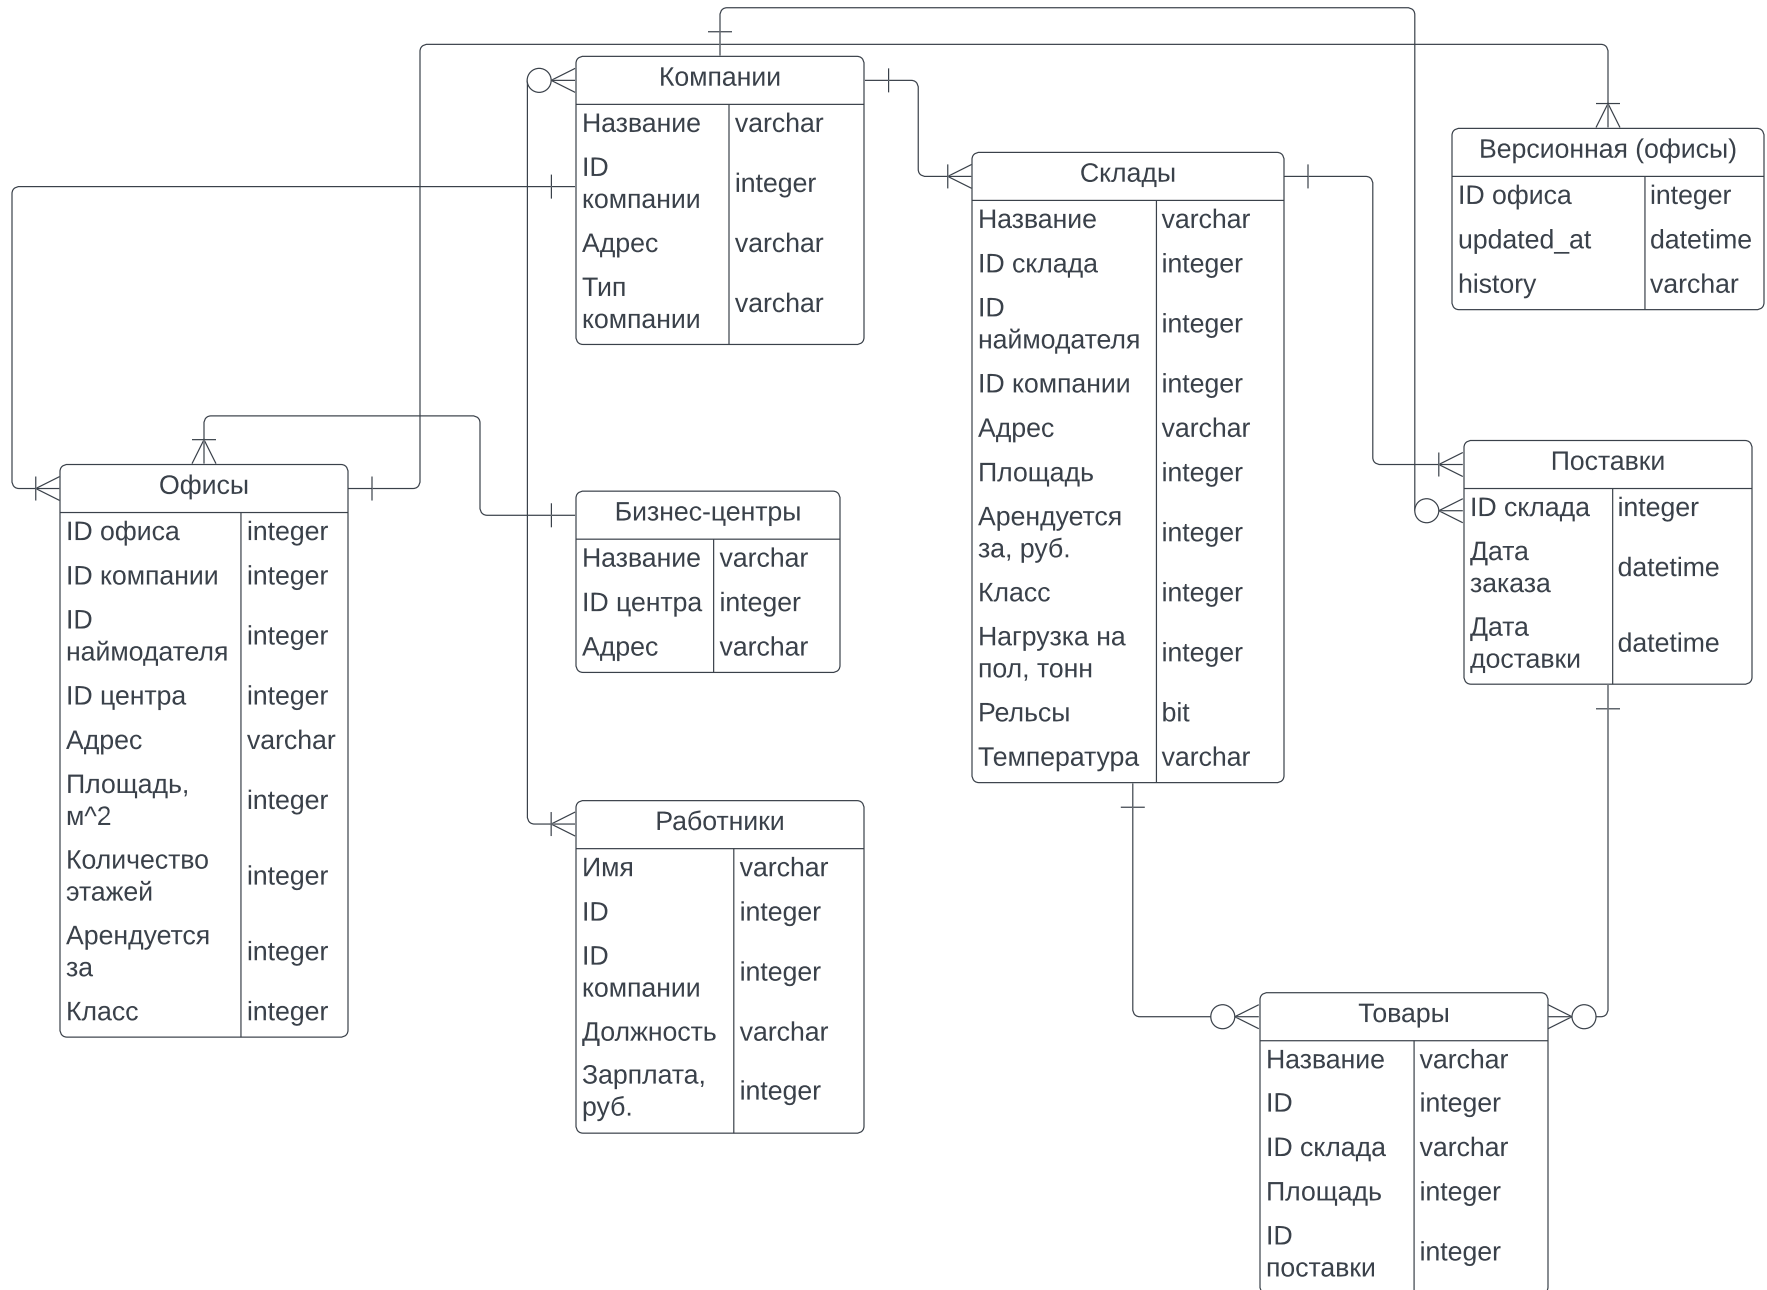 Компании
Название varchar
ID
компании integer
Адрес varchar
Тип
компании varchar
Склады
Название varchar
ID склада integer
ID
наймодателя integer
ID компании integer
Адрес varchar
Площадь integer
Арендуется
за, руб. integer
Класс integer
Нагрузка на
пол, тонн integer
Рельсы bit
Температура varchar
Версионная (офисы)
ID офиса integer
updated_at datetime
history varchar
Офисы
ID офиса integer
ID компании integer
ID
наймодателя integer
ID центра integer
Адрес varchar
Площадь,
м^2 integer
Количество
этажей integer
Арендуется
за integer
Класс integer
Бизнес-центры
Название varchar
ID центра integer
Адрес varchar
Поставки
ID склада integer
Дата
заказа datetime
Дата
доставки datetime
Работники
Имя varchar
ID integer
ID
компании integer
Должность varchar
Зарплата,
руб. integer
Товары
Название varchar
ID integer
ID склада varchar
Площадь integer
ID
поставки integer